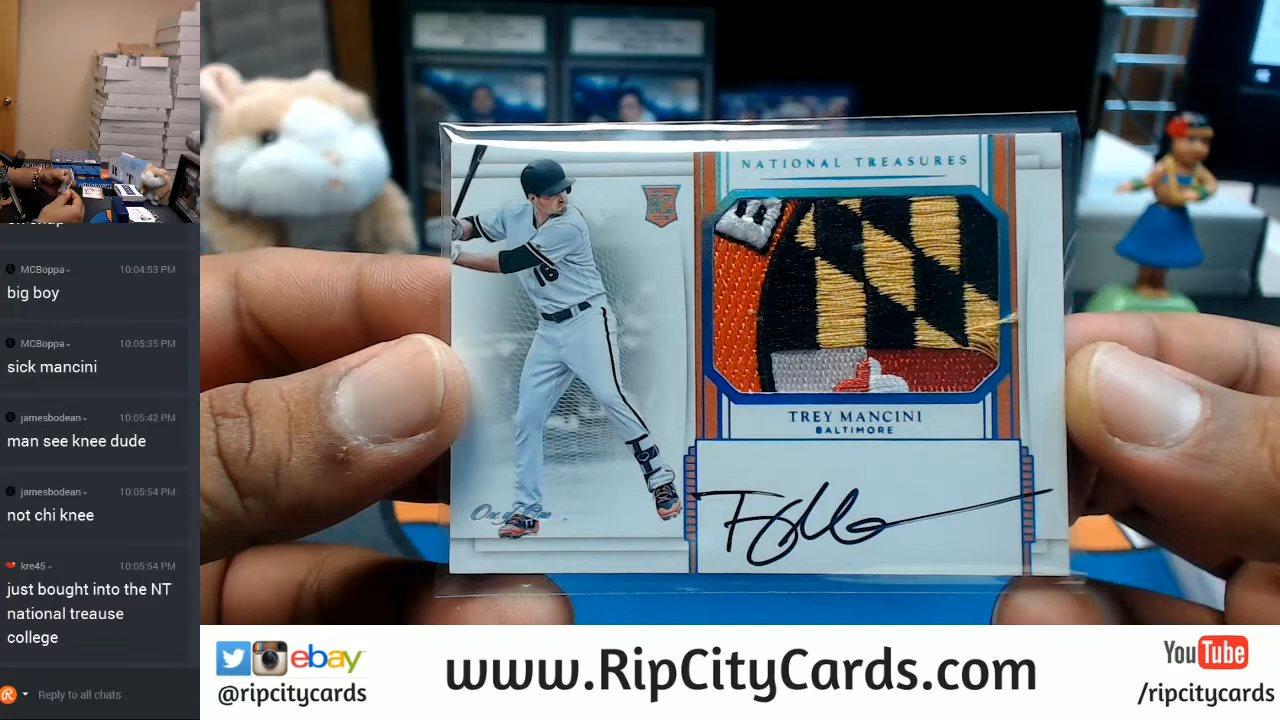 MCBoppa
10:04:53 PM
big boy
MCBoppa
10:05:35 PM
sick mancini
jamesbodean
10:05:42 PM
man see knee dude
jamesbodean
10:05:54 PM
not chi knee
kre45
10:05:54 PM
just bought into the NT
national treause
college
Reply to all chats
NATIONAL TREASURES
RC
16
TREY MANCINI
BALTIMORE
One of One
ebay
@ripcitycards
www.RipCityCards.com
YouTube
/ripcitycards